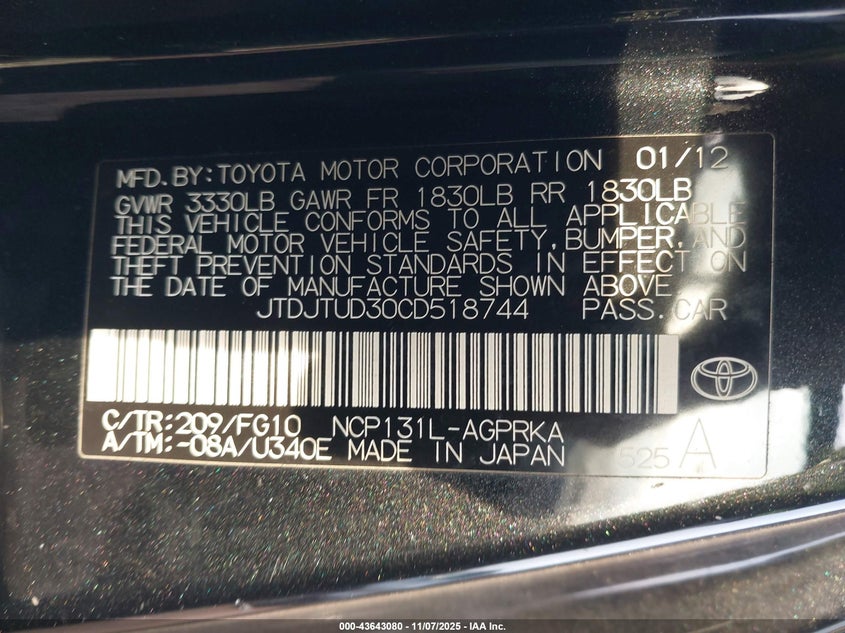 MFD. BY: TOYOTA MOTOR CORPORATION 01/12
GVWR 3330LB GAWR FR 1830LB RR 1830LB
THIS VEHICLE CONFORMS TO ALL APPLICABLE
FEDERAL MOTOR VEHICLE SAFETY, BUMPER, AND
THEFT PREVENTION STANDARDS IN EFFECT ON
THE DATE OF MANUFACTURE SHOWN ABOVE.
JTDJTUD30CD518744 PASS. CAR
C/TR: 209/FG10 NCP131L-AGPRKA
A/TM: -08A/U340E MADE IN JAPAN 525 A
000-43643080 — 11/07/2025 — IAA Inc.